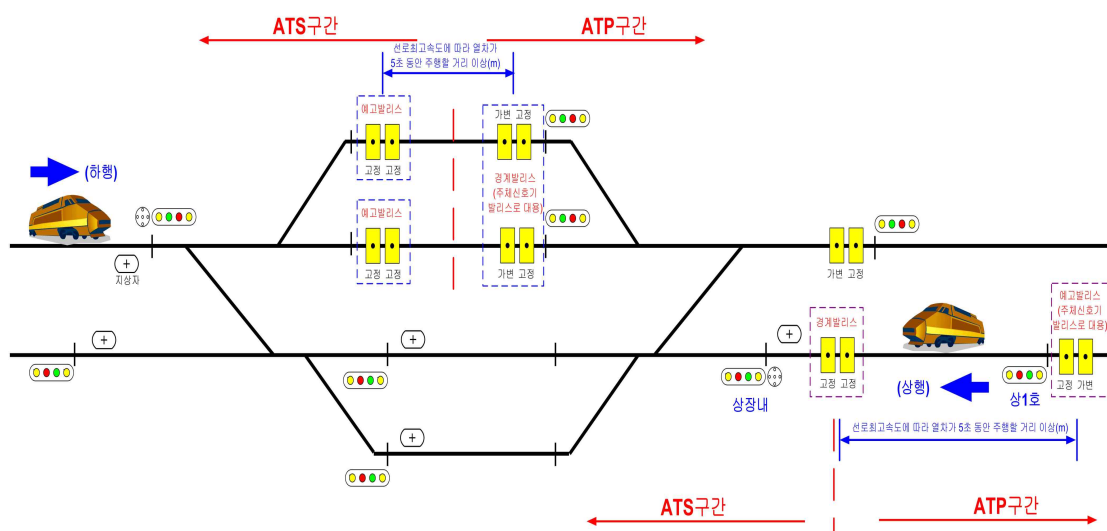 ATS구간
ATP구간
선로최고속도에 따라 열차가
5초 동안 주행할 거리 이상(m)
예고발리스
고정 고정
가변 고정
경계발리스
(주체신호기
발리스로 대용)
(하행)
지상자
예고발리스
고정 고정
가변 고정
가변 고정
예고발리스
(주체신호기
발리스로 대용)
고정 가변
경계발리스
고정 고정
(상행)
상1호
상장내
선로최고속도에 따라 열차가 5초 동안 주행할 거리 이상(m)
ATS구간
ATP구간